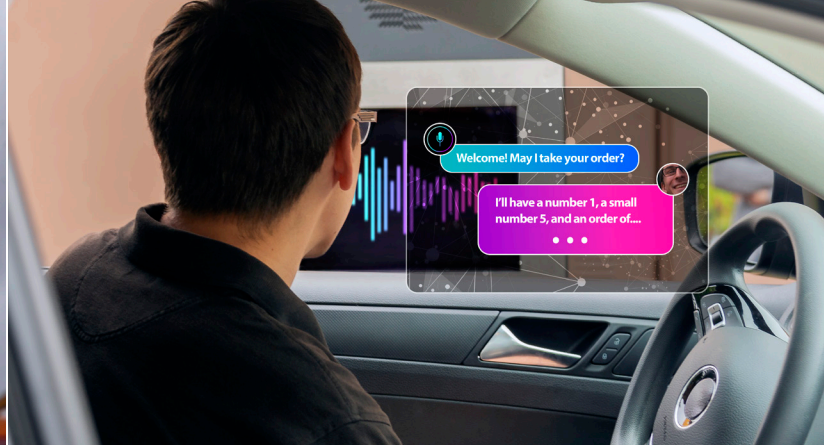 Welcome! May I take your order?
I'll have a number 1, a small
number 5, and an order of....